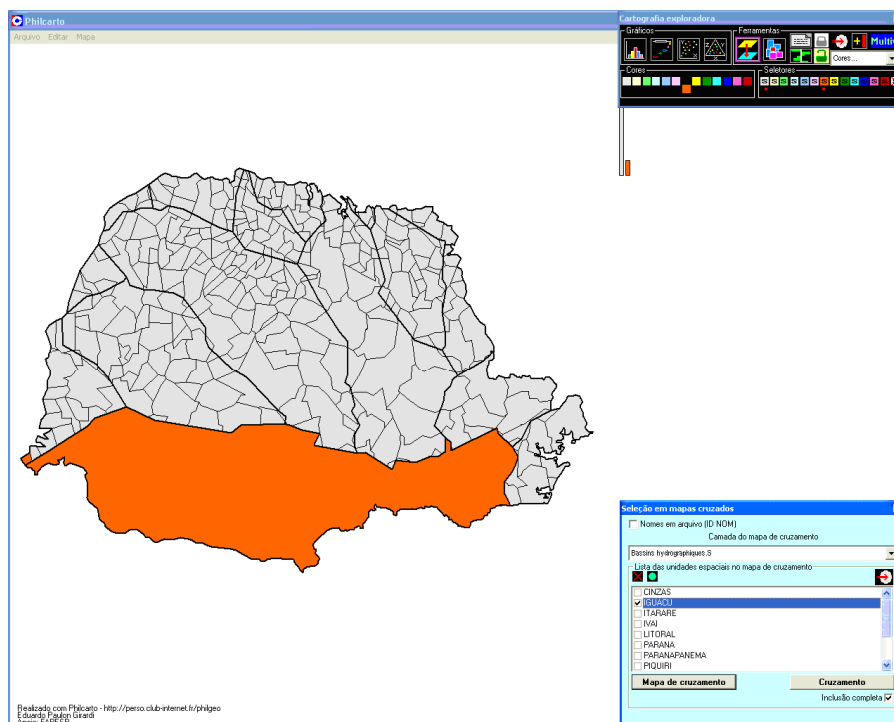 Philcarto
Arquivo Editar Mapa
Cartografia exploradora
Gráficos
Ferramentas
Cores...
Cores
Seletores
S S S S S S S S S S S S S
Seleção em mapas cruzados
Nomes em arquivo (ID NOM)
Camada do mapa de cruzamento
Bassins hydrographiques.S
Lista das unidades espaciais no mapa de cruzamento
CINZAS
IGUACU
ITARARE
IVAI
LITORAL
PARANA
PARANAPANEMA
PIQUIRI
Mapa de cruzamento
Cruzamento
Inclusão completa
Realizado com Philcarto - http://perso.club-internet.fr/philgeo
Eduardo Paulon Girardi